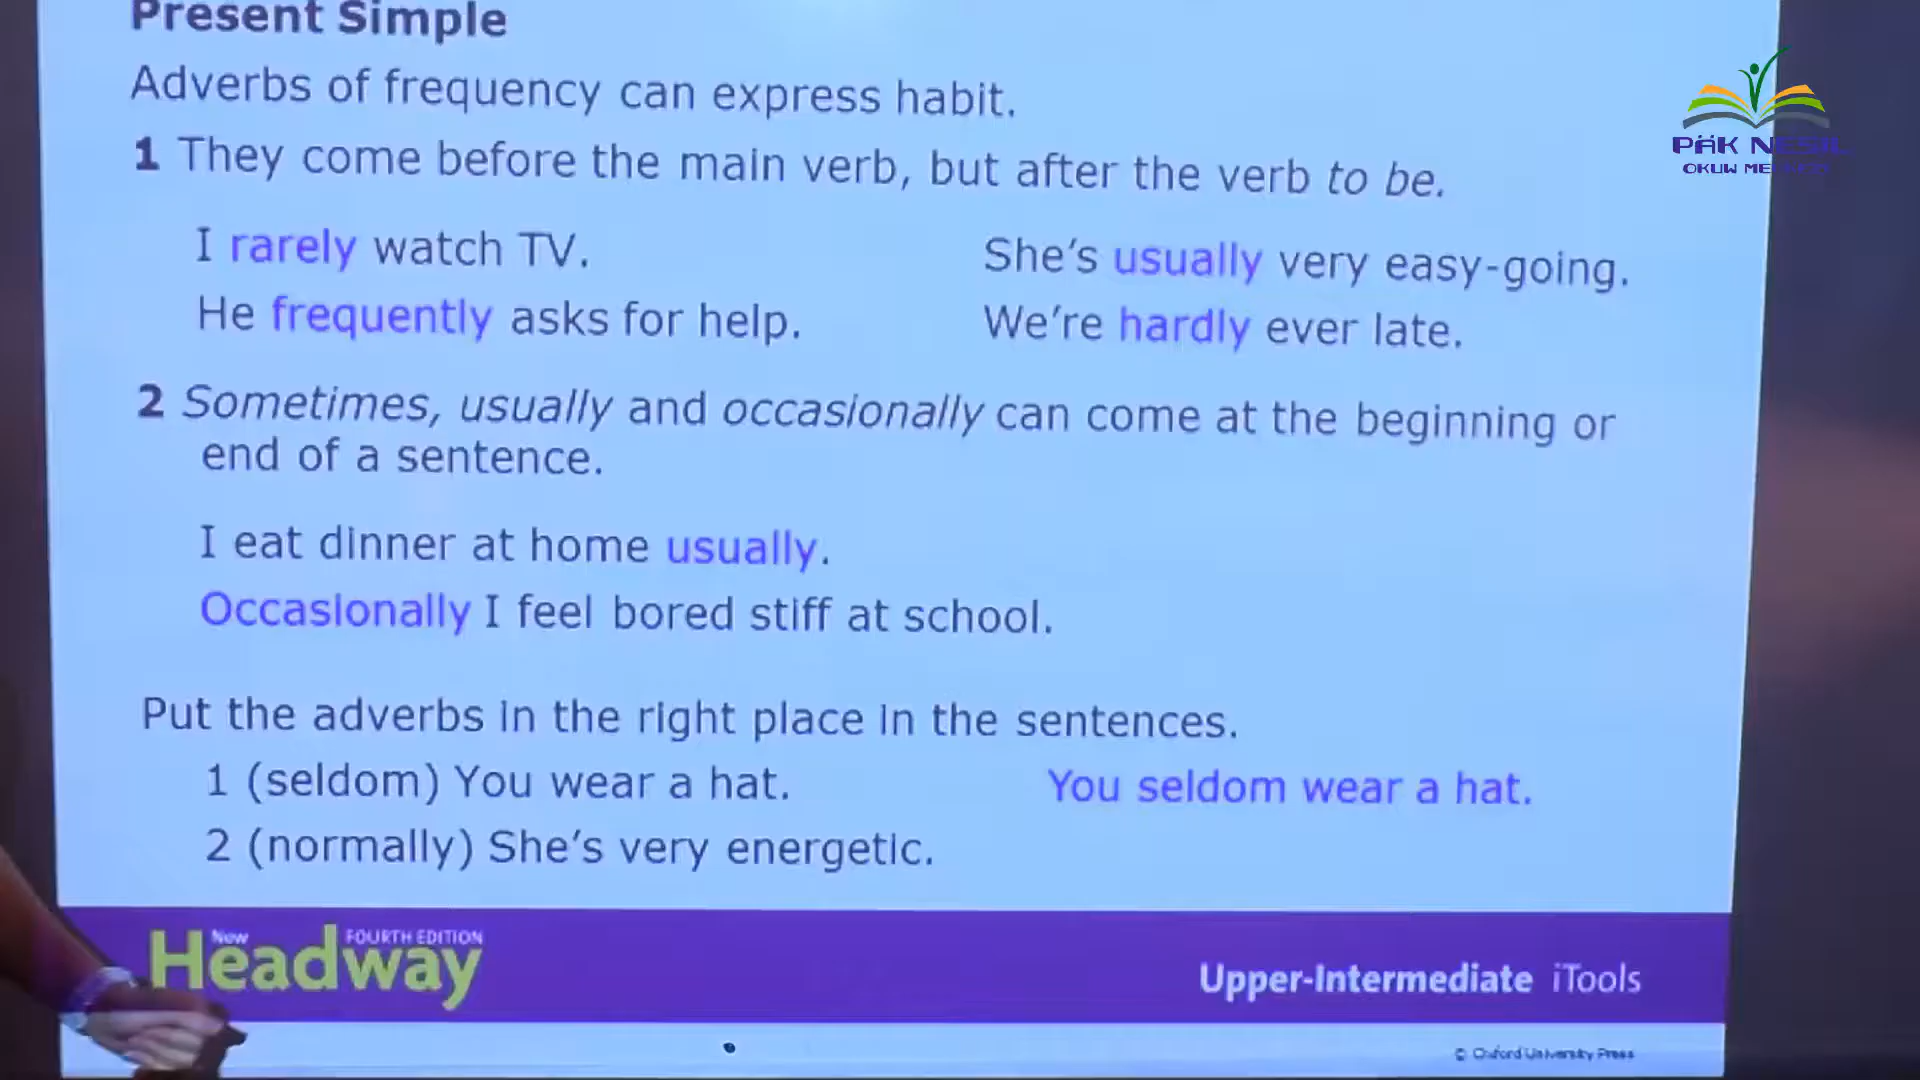 Present Simple
Adverbs of frequency can express habit.
1 They come before the main verb, but after the verb to be.
I rarely watch TV.
She's usually very easy-going.
He frequently asks for help.
We're hardly ever late.
2 Sometimes, usually and occasionally can come at the beginning or
end of a sentence.
I eat dinner at home usually.
Occasionally I feel bored stiff at school.
Put the adverbs in the right place in the sentences.
1 (seldom) You wear a hat.
You seldom wear a hat.
2 (normally) She's very energetic.
New Headway FOURTH EDITION
Upper-Intermediate iTools
© Oxford University Press
PÄK NESIL
OKUW